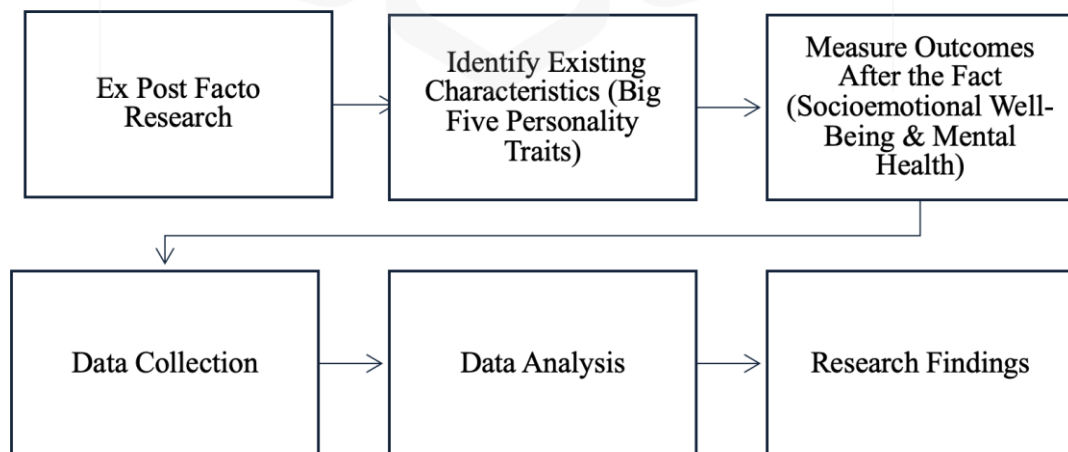 Ex Post Facto
Research
Identify Existing
Characteristics (Big
Five Personality
Traits)
Measure Outcomes
After the Fact
(Socioemotional Well-
Being & Mental
Health)
Data Collection
Data Analysis
Research Findings